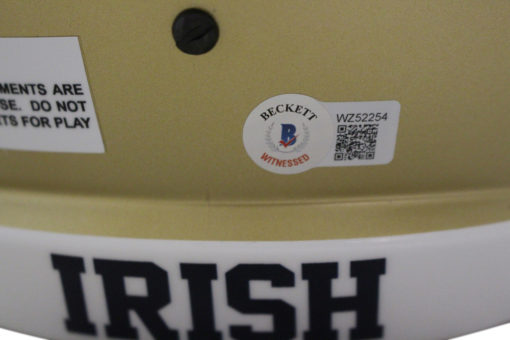 MENTS ARE
SE. DO NOT
TS FOR PLAY
BECKETT
B
WITNESSED
WZ52254
IRISH